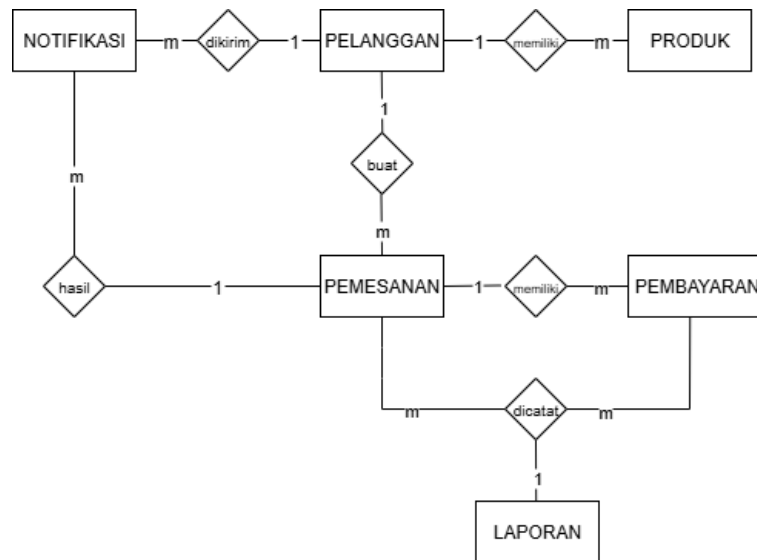 NOTIFIKASI m dikirim 1 PELANGGAN 1 memiliki m PRODUK
1
buat
m
m
hasil 1 PEMESANAN 1 memiliki m PEMBAYARAN
m dicatat m
1
LAPORAN